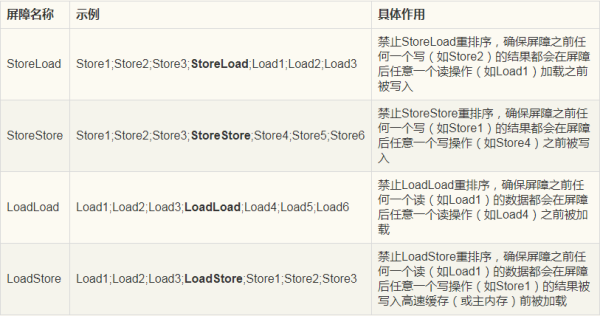 屏障名称 示例 具体作用
StoreLoad Store1;Store2;Store3;StoreLoad;Load1;Load2;Load3 禁止StoreLoad重排序，确保屏障之前任
何一个写（如Store2）的结果都会在屏障
后任意一个读操作（如Load1）加载之前
被写入
StoreStore Store1;Store2;Store3;StoreStore;Store4;Store5;Store6 禁止StoreStore重排序，确保屏障之前任
何一个写（如Store1）的结果都会在屏障
后任意一个写操作（如Store4）之前被写
入
LoadLoad Load1;Load2;Load3;LoadLoad;Load4;Load5;Load6 禁止LoadLoad重排序，确保屏障之前任
何一个读（如Load1）的数据都会在屏障
后任意一个读操作（如Load4）之前被加
载
LoadStore Load1;Load2;Load3;LoadStore;Store1;Store2;Store3 禁止LoadStore重排序，确保屏障之前任
何一个读（如Load1）的数据都会在屏障
后任意一个写操作（如Store1）的结果被
写入高速缓存（或主内存）前被加载